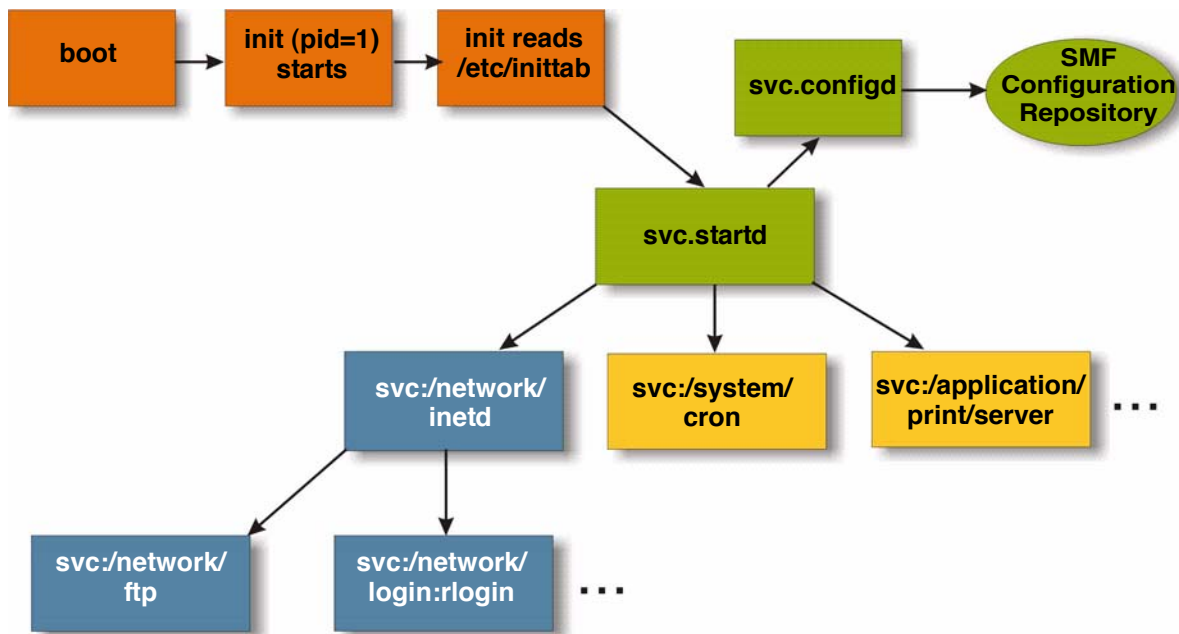 boot
init (pid=1)
starts
init reads
/etc/inittab
svc.configd
SMF
Configuration
Repository
svc.startd
svc:/network/
inetd
svc:/system/
cron
svc:/application/
print/server
...
svc:/network/
ftp
svc:/network/
login:rlogin
...